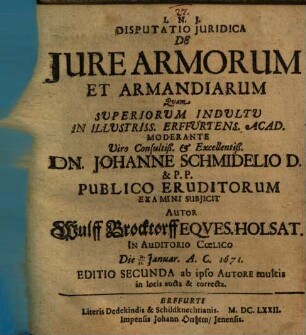 I. N. J.
DISPUTATIO JURIDICA
De
JURE ARMORUM
ET ARMANDIARUM
Quam
SUPERIORUM INDULTU
IN ILLUSTRISS. ERFFURTENS. ACAD.
MODERANTE
Viro Consultiss. & Excellentiss.
DN. JOHANNE SCHMIDELIO D.
& P. P.
PUBLICO ERUDITORUM
EXAMINI SUBJICIT
AUTOR
Wulff Brocktorff EQVES. HOLSAT.
IN AUDITORIO COELICO
Die Januar. A. C. 1671.
EDITIO SECUNDA ab ipso AUTORE multis
in locis aucta & correcta.
ERFFURTI
Literis Dedekindis & Schildknechtianis. M. DC. LXXII.
Impensis Johann Jenensis.